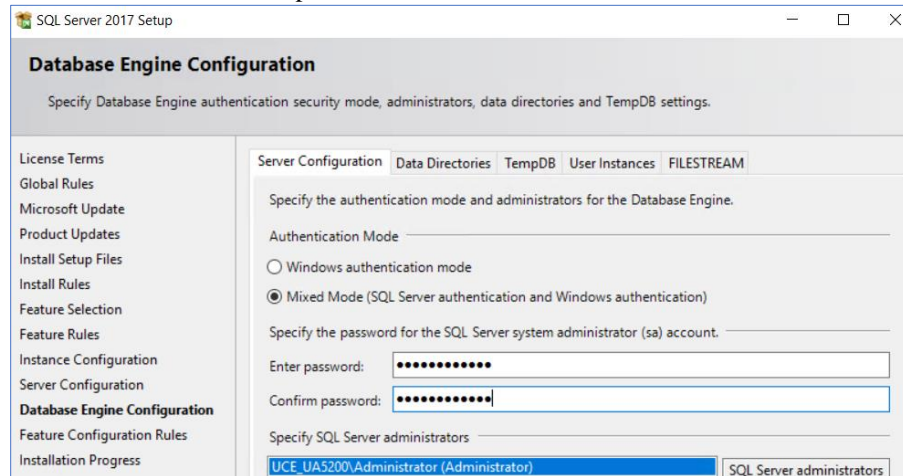 SQL Server 2017 Setup
Database Engine Configuration
Specify Database Engine authentication security mode, administrators, data directories and TempDB settings.
License Terms
Global Rules
Microsoft Update
Product Updates
Install Setup Files
Install Rules
Feature Selection
Feature Rules
Instance Configuration
Server Configuration
Database Engine Configuration
Feature Configuration Rules
Installation Progress
Server Configuration Data Directories TempDB User Instances FILESTREAM
Specify the authentication mode and administrators for the Database Engine.
Authentication Mode
Windows authentication mode
Mixed Mode (SQL Server authentication and Windows authentication)
Specify the password for the SQL Server system administrator (sa) account.
Enter password: ●●●●●●●●●●●●
Confirm password: ●●●●●●●●●●●●
Specify SQL Server administrators
UCE_UA5200\Administrator (Administrator)
SQL Server administrators